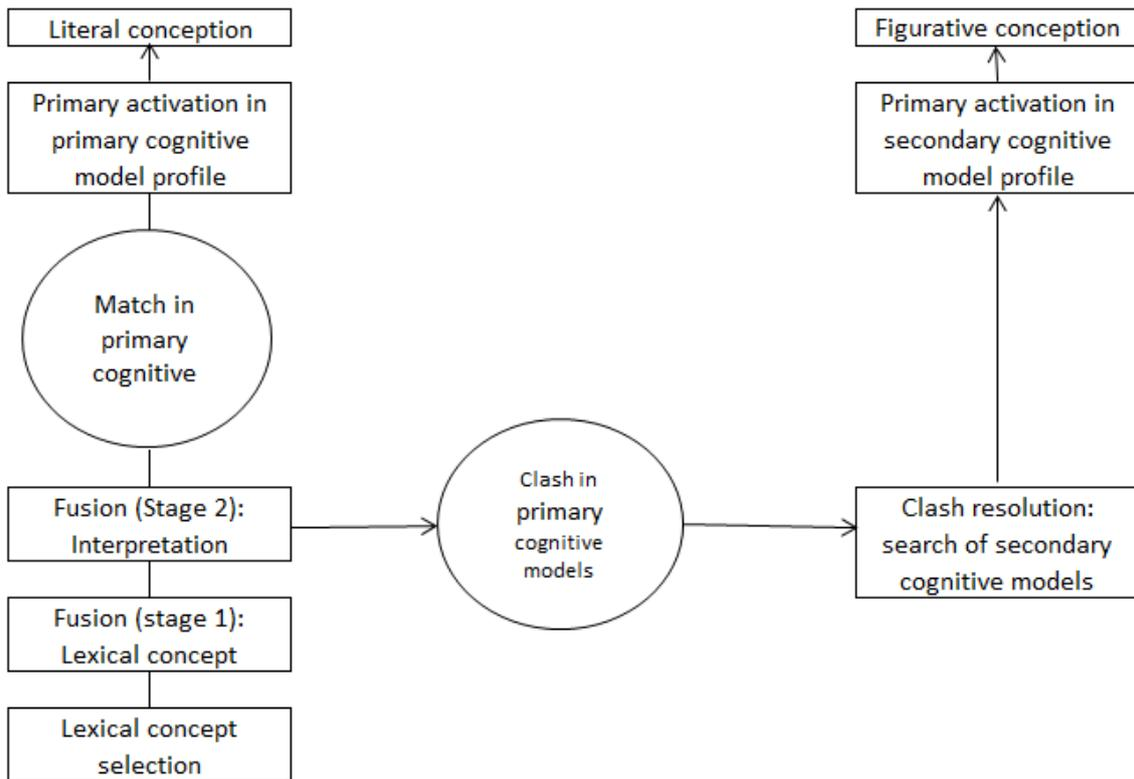 Literal conception
Figurative conception
Primary activation in
primary cognitive
model profile
Primary activation in
secondary cognitive
model profile
Match in
primary
cognitive
Fusion (Stage 2):
Interpretation
Clash in
primary
cognitive
models
Clash resolution:
search of secondary
cognitive models
Fusion (stage 1):
Lexical concept
Lexical concept
selection